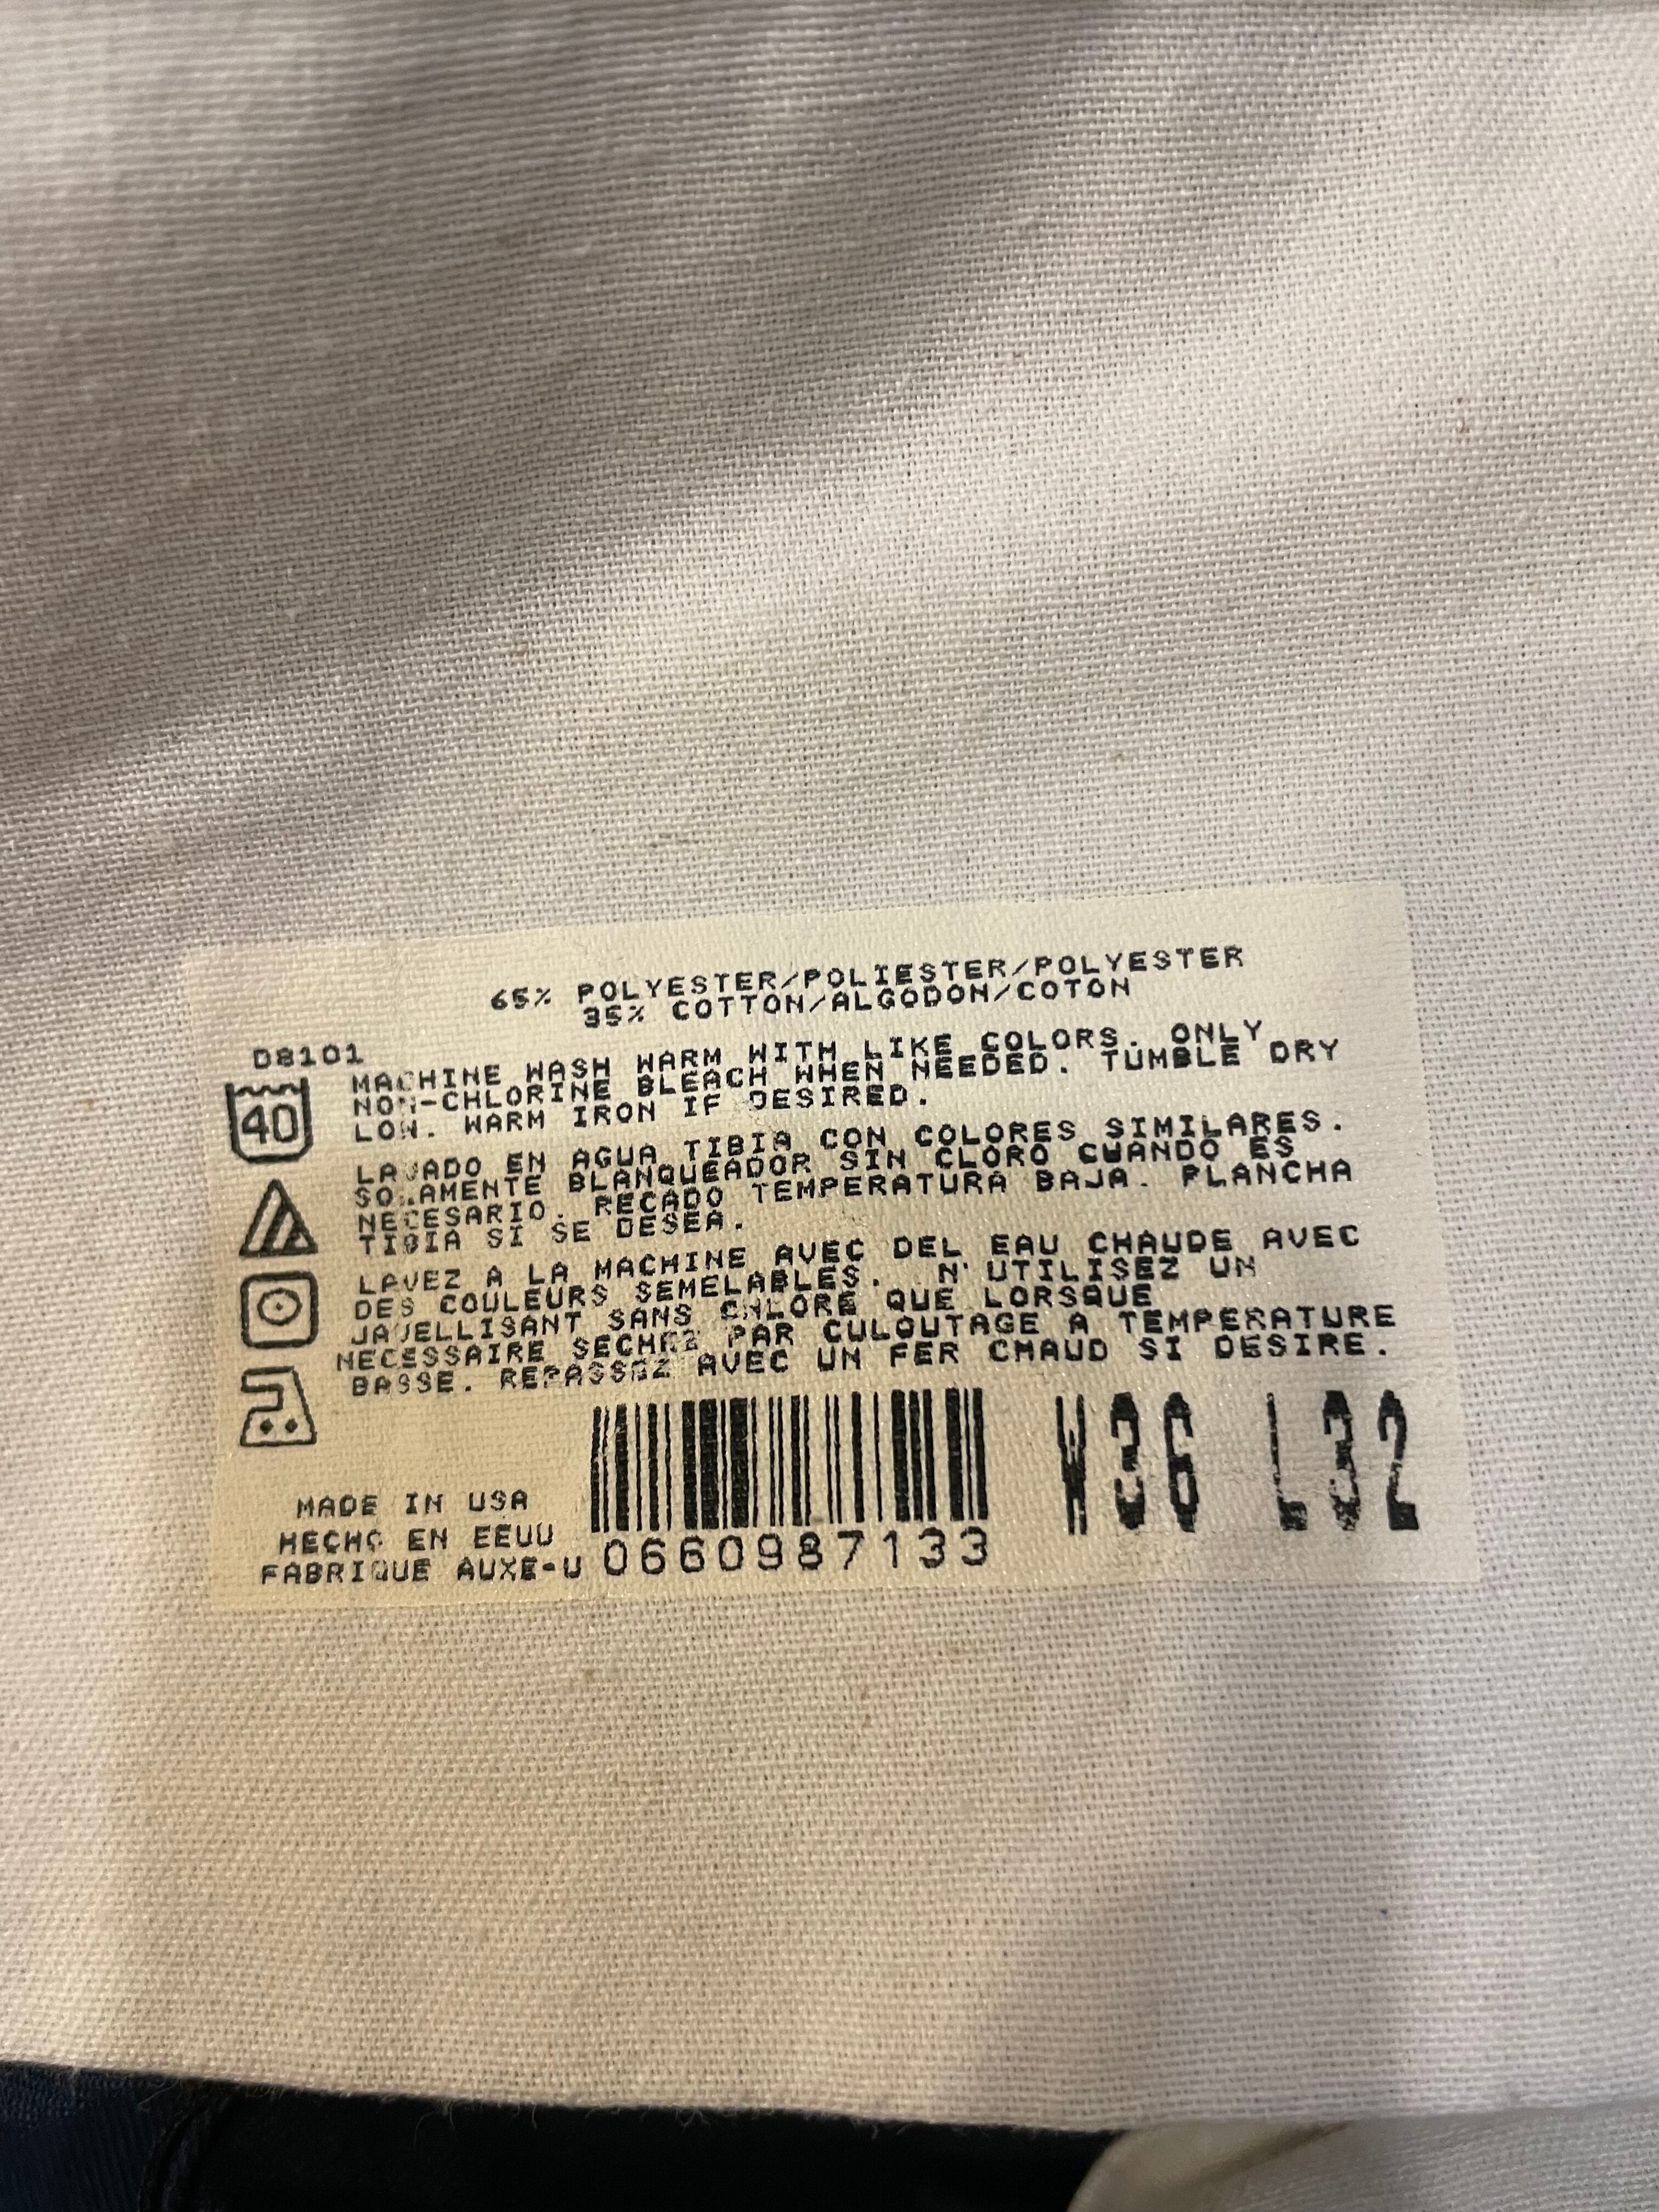 65% POLYESTER/POLIESTER/POLYESTER
35% COTTON/ALGODON/COTON
D8101
MACHINE WASH WARM WITH LIKE COLORS. ONLY
NON-CHLORINE BLEACH WHEN NEEDED. TUMBLE DRY
LOW. WARM IRON IF DESIRED.
40
LAVADO EN AGUA TIBIA CON COLORES SIMILARES.
SOLAMENTE BLANQUEADOR SIN CLORO CUANDO ES
NECESARIO. RECADO TEMPERATURA BAJA. PLANCHA
TIBIA SI SE DESEA.
LAVEZ A LA MACHINE AVEC DEL EAU CHAUDE AVEC
DES COULEURS SEMELABLES. N'UTILISEZ UN
JAVELLISANT SANS CHLORE QUE LORSQUE
NECESSAIRE SECHEZ PAR CULOUTAGE A TEMPERATURE
BASSE. REPASSEZ AVEC UN FER CHAUD SI DESIRE.
W36 L32
MADE IN USA
HECHO EN EEUU
FABRIQUE AUXE-U
0660987133